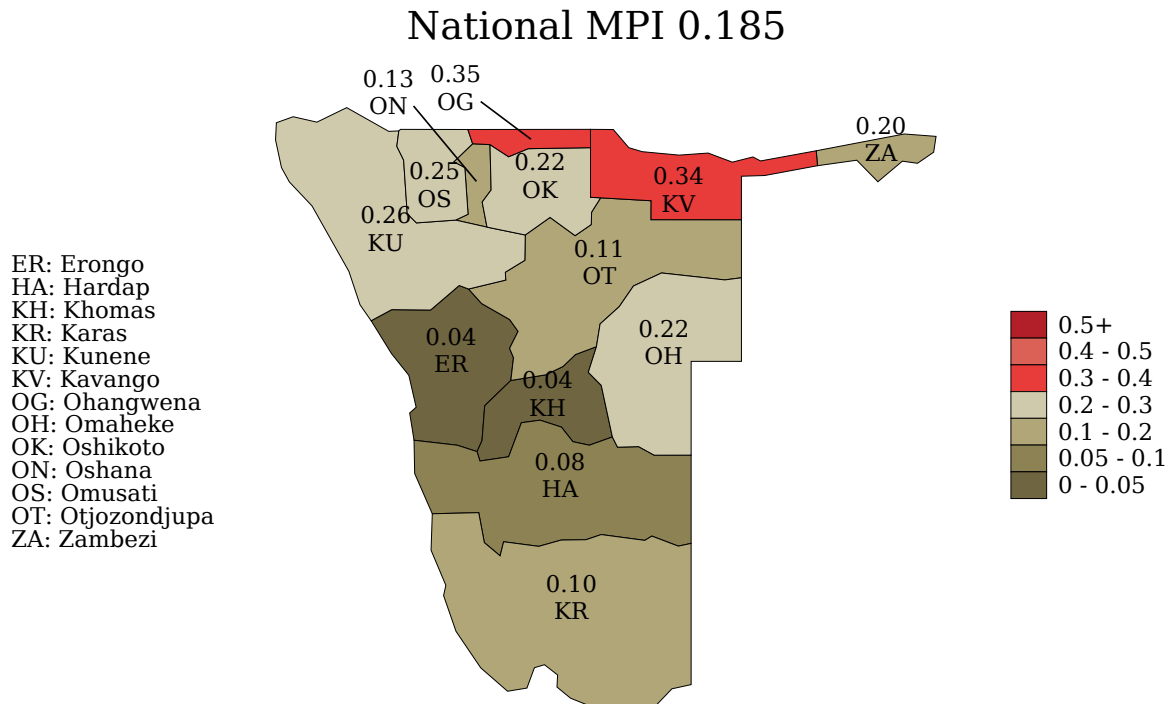 National MPI 0.185
0.13
ON
0.35
OG
0.20
ZA
0.25
OS
0.22
OK
0.34
KV
0.26
KU
0.11
OT
ER: Erongo
HA: Hardap
KH: Khomas
KR: Karas
KU: Kunene
KV: Kavango
OG: Ohangwena
OH: Omaheke
OK: Oshikoto
ON: Oshana
OS: Omusati
OT: Otjozondjupa
ZA: Zambezi
0.04
ER
0.22
OH
0.04
KH
0.08
HA
0.10
KR
0.5+
0.4 - 0.5
0.3 - 0.4
0.2 - 0.3
0.1 - 0.2
0.05 - 0.1
0 - 0.05